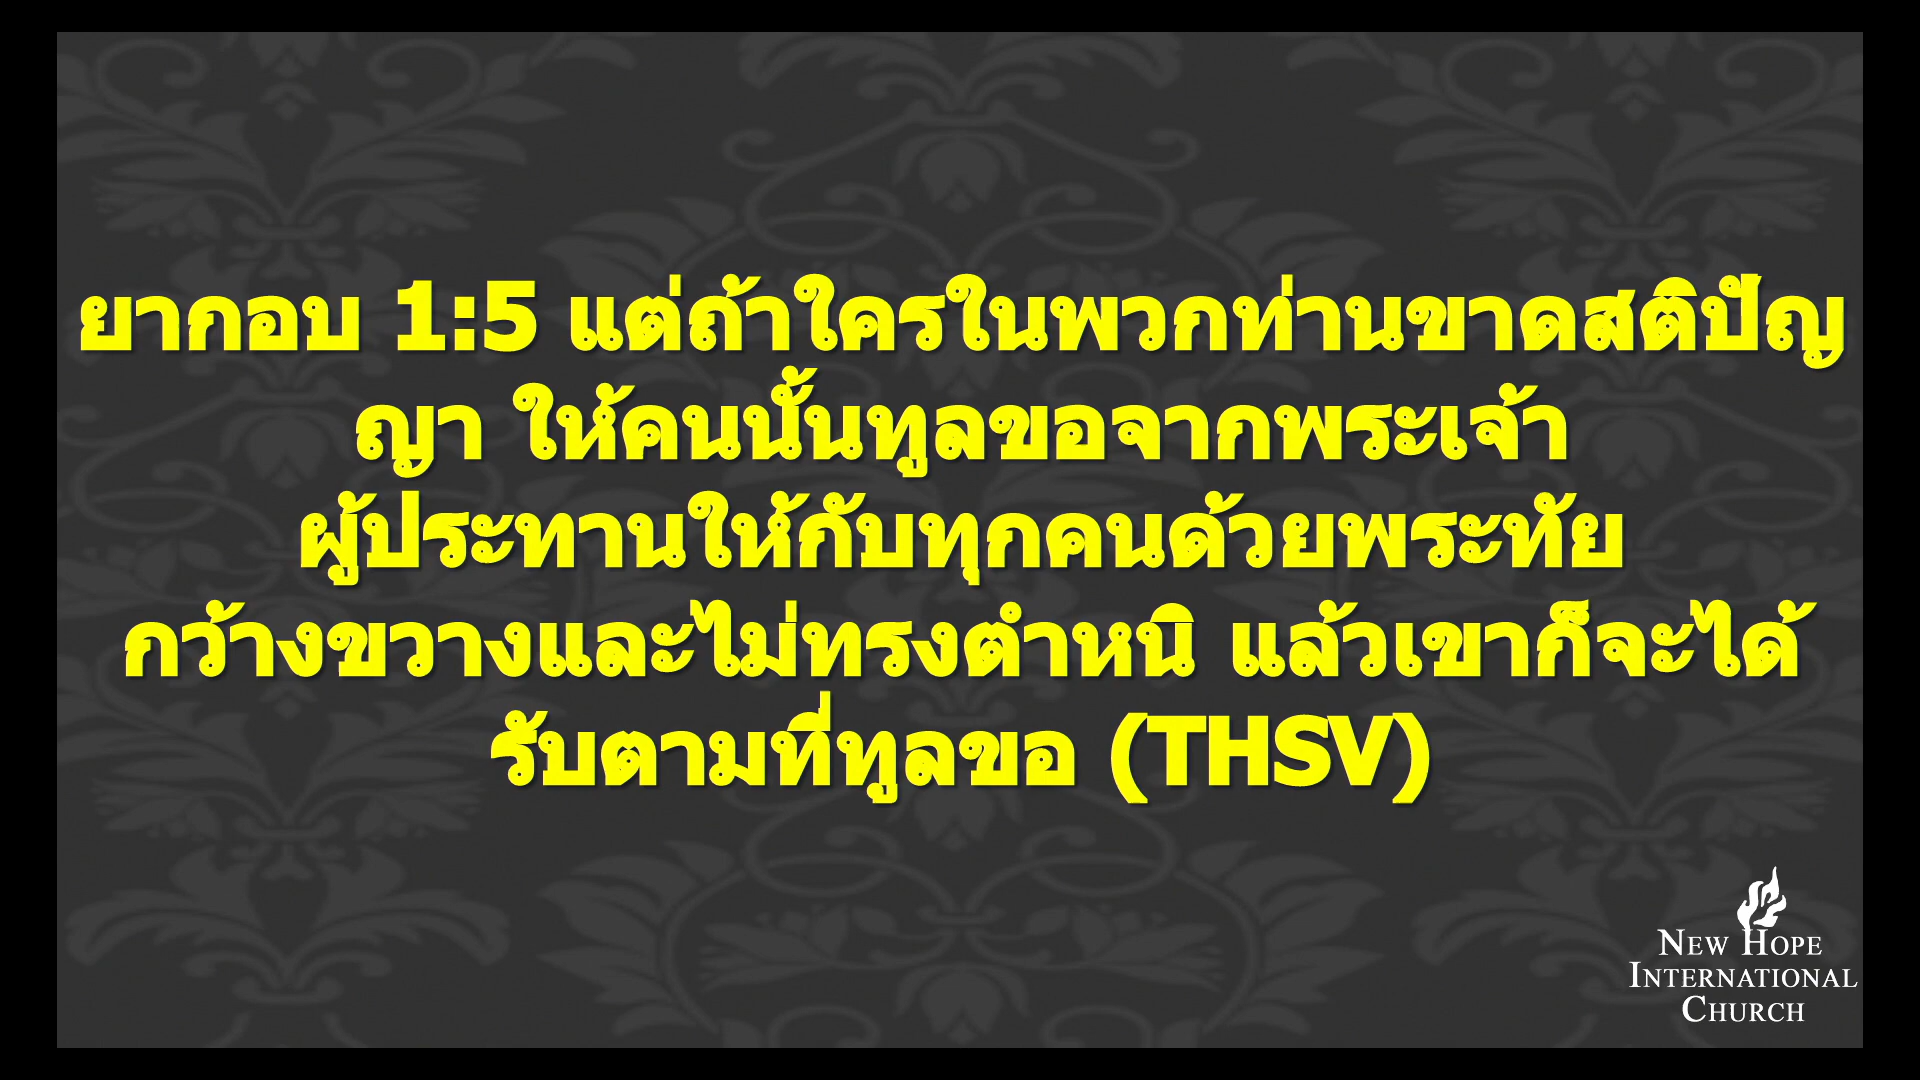 ยากอบ 1:5 แต่ถ้าใครในพวกท่านขาดสติปัญ
ญา ให้คนนั้นทูลขอจากพระเจ้า
ผู้ประทานให้กับทุกคนด้วยพระทัย
กว้างขวางและไม่ทรงตำหนิ แล้วเขาก็จะได้
รับตามที่ทูลขอ (THSV)
NEW HOPE
INTERNATIONAL
CHURCH